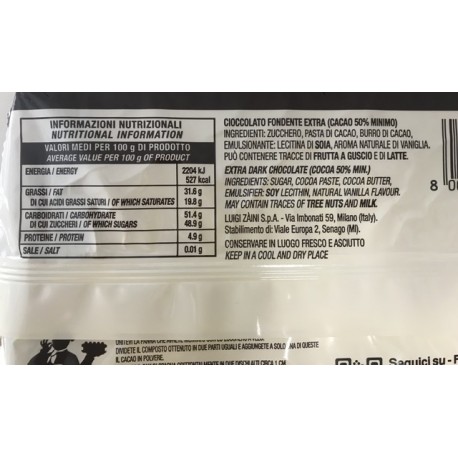 INFORMAZIONI NUTRIZIONALI
NUTRITIONAL INFORMATION
VALORI MEDI PER 100 g DI PRODOTTO
AVERAGE VALUE PER 100 g OF PRODUCT
ENERGIA / ENERGY 2204 kJ
527 kcal
GRASSI / FAT 31.6 g
DI CUI ACIDI GRASSI SATURI / OF WHICH SATURATES 19.8 g
CARBOIDRATI / CARBOHYDRATE 51.4 g
DI CUI ZUCCHERI / OF WHICH SUGARS 48.9 g
PROTEINE / PROTEIN 4.9 g
SALE / SALT 0.01 g
CIOCCOLATO FONDENTE EXTRA (CACAO 50% MINIMO)
INGREDIENTI: ZUCCHERO, PASTA DI CACAO, BURRO DI CACAO,
EMULSIONANTE: LECITINA DI SOIA, AROMA NATURALE DI VANIGLIA.
PUÒ CONTENERE TRACCE DI FRUTTA A GUSCIO E DI LATTE.
EXTRA DARK CHOCOLATE (COCOA 50% MIN.)
INGREDIENTS: SUGAR, COCOA PASTE, COCOA BUTTER,
EMULSIFIER: SOY LECITHIN, NATURAL VANILLA FLAVOUR.
MAY CONTAIN TRACES OF TREE NUTS AND MILK.
LUIGI ZÀINI S.p.A. - Via Imbonati 59, Milano (Italy).
Stabilimento di: Viale Europa 2, Senago (MI).
CONSERVARE IN LUOGO FRESCO E ASCIUTTO
KEEP IN A COOL AND DRY PLACE
8 0
DIVIDETE IL COMPOSTO OTTENUTO IN DUE PARTI UGUALI E AGGIUNGETE A SOLO UNA DI QUESTE
IL CACAO IN POLVERE.
Seguici su - F